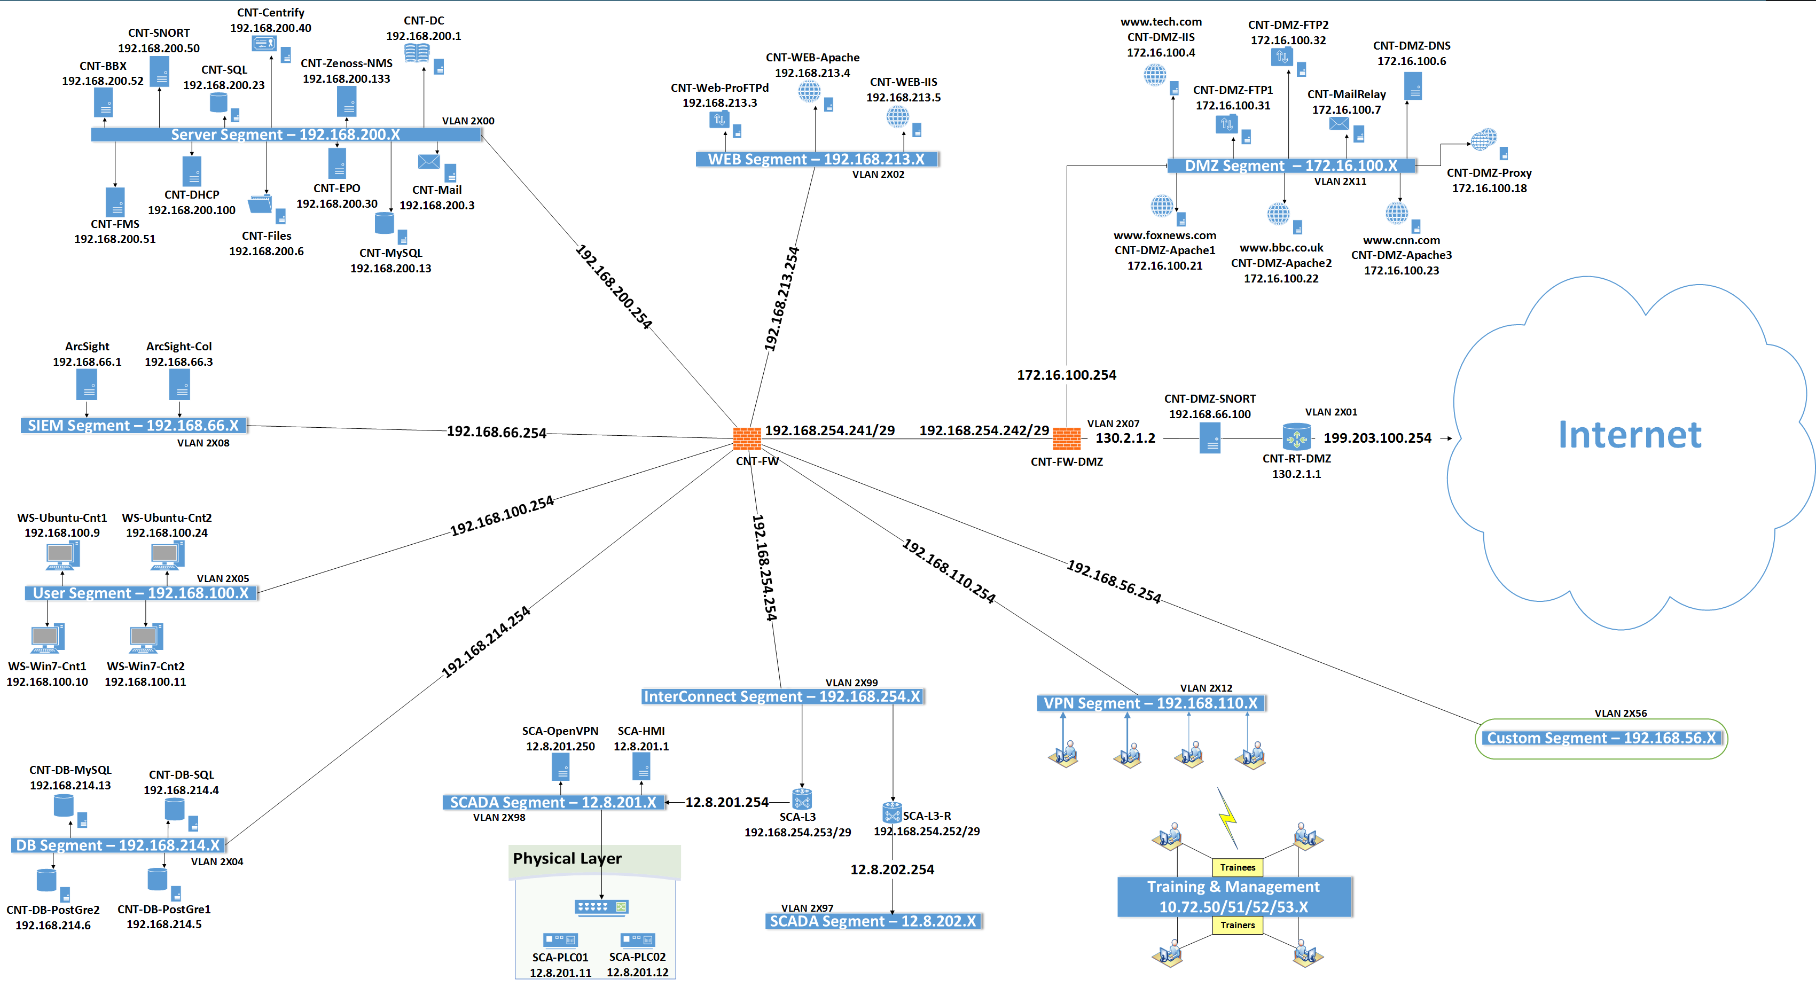 CNT-Centrify
192.168.200.40
CNT-DC
192.168.200.1
CNT-SNORT
192.168.200.50
CNT-BBX
192.168.200.52
CNT-SQL
192.168.200.23
CNT-Zenoss-NMS
192.168.200.133
VLAN 2X00
Server Segment – 192.168.200.X
CNT-FMS
192.168.200.51
CNT-DHCP
192.168.200.100
CNT-Files
192.168.200.6
CNT-EPO
192.168.200.30
CNT-Mail
192.168.200.3
CNT-MySQL
192.168.200.13
192.168.200.254
CNT-Web-ProFTPd
192.168.213.3
CNT-WEB-Apache
192.168.213.4
CNT-WEB-IIS
192.168.213.5
WEB Segment – 192.168.213.X
VLAN 2X02
192.168.213.254
www.tech.com
CNT-DMZ-IIS
172.16.100.4
CNT-DMZ-FTP2
172.16.100.32
CNT-DMZ-DNS
172.16.100.6
CNT-DMZ-FTP1
172.16.100.31
CNT-MailRelay
172.16.100.7
DMZ Segment – 172.16.100.X
VLAN 2X11
CNT-DMZ-Proxy
172.16.100.18
www.foxnews.com
CNT-DMZ-Apache1
172.16.100.21
www.bbc.co.uk
CNT-DMZ-Apache2
172.16.100.22
www.cnn.com
CNT-DMZ-Apache3
172.16.100.23
172.16.100.254
ArcSight
192.168.66.1
ArcSight-Col
192.168.66.3
SIEM Segment – 192.168.66.X
VLAN 2X08
192.168.66.254
CNT-FW
192.168.254.241/29
192.168.254.242/29
CNT-FW-DMZ
VLAN 2X07
130.2.1.2
CNT-DMZ-SNORT
192.168.66.100
VLAN 2X01
CNT-RT-DMZ
130.2.1.1
199.203.100.254
Internet
WS-Ubuntu-Cnt1
192.168.100.9
WS-Ubuntu-Cnt2
192.168.100.24
VLAN 2X05
User Segment – 192.168.100.X
WS-Win7-Cnt1
192.168.100.10
WS-Win7-Cnt2
192.168.100.11
192.168.100.254
192.168.214.254
192.168.254.254
192.168.110.254
192.168.56.254
CNT-DB-MySQL
192.168.214.13
CNT-DB-SQL
192.168.214.4
DB Segment – 192.168.214.X
VLAN 2X04
CNT-DB-PostGre2
192.168.214.6
CNT-DB-PostGre1
192.168.214.5
VLAN 2X99
InterConnect Segment – 192.168.254.X
SCA-OpenVPN
12.8.201.250
SCA-HMI
12.8.201.1
SCADA Segment – 12.8.201.X
VLAN 2X98
12.8.201.254
SCA-L3
192.168.254.253/29
SCA-L3-R
192.168.254.252/29
12.8.202.254
VLAN 2X97
SCADA Segment – 12.8.202.X
Physical Layer
SCA-PLC01
12.8.201.11
SCA-PLC02
12.8.201.12
VLAN 2X12
VPN Segment – 192.168.110.X
VLAN 2X56
Custom Segment – 192.168.56.X
Trainees
Training & Management
10.72.50/51/52/53.X
Trainers